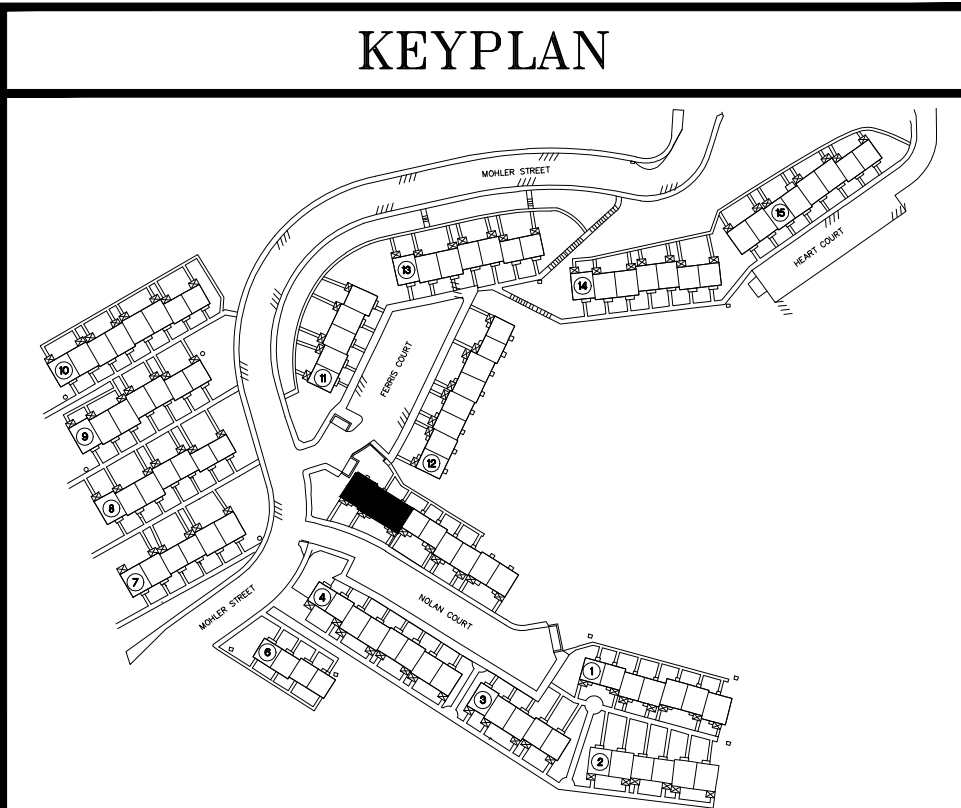 KEYPLAN
MOHLER STREET
15
HEART COURT
13
14
10
11
FERRIS COURT
9
12
8
7
MOHLER STREET
4
NOLAN COURT
6
1
3
2